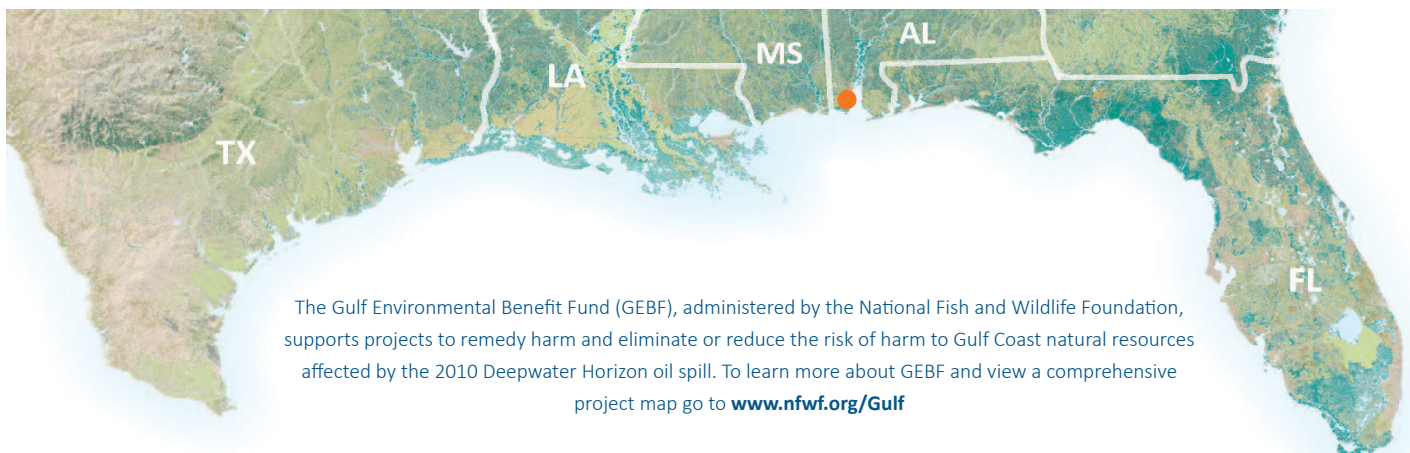 AL
MS
LA
TX
FL
The Gulf Environmental Benefit Fund (GEBF), administered by the National Fish and Wildlife Foundation,
supports projects to remedy harm and eliminate or reduce the risk of harm to Gulf Coast natural resources
affected by the 2010 Deepwater Horizon oil spill. To learn more about GEBF and view a comprehensive
project map go to www.nfwf.org/Gulf